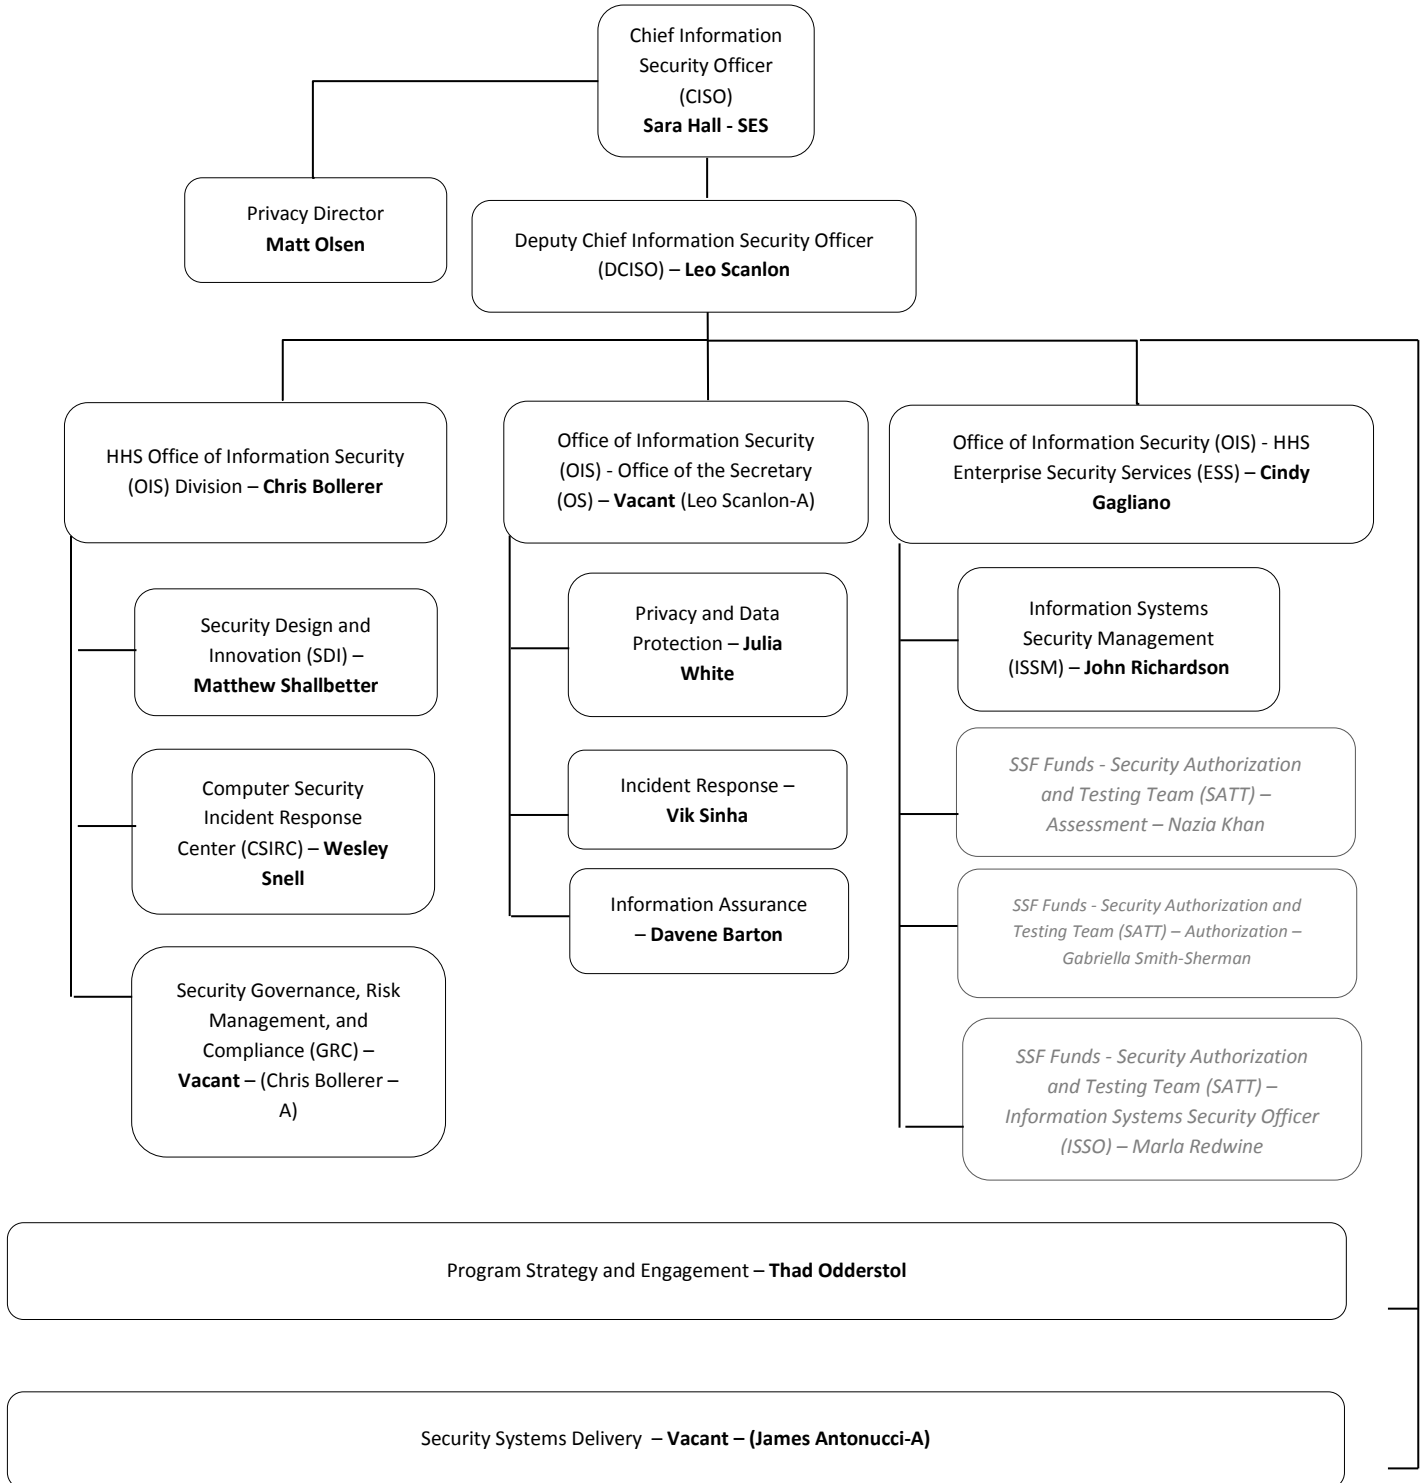 Chief Information
Security Officer
(CISO)
Sara Hall - SES
Privacy Director
Matt Olsen
Deputy Chief Information Security Officer
(DCISO) – Leo Scanlon
HHS Office of Information Security
(OIS) Division – Chris Bollerer
Office of Information Security
(OIS) - Office of the Secretary
(OS) – Vacant (Leo Scanlon-A)
Office of Information Security (OIS) - HHS
Enterprise Security Services (ESS) – Cindy
Gagliano
Security Design and
Innovation (SDI) –
Matthew Shallbetter
Computer Security
Incident Response
Center (CSIRC) – Wesley
Snell
Security Governance, Risk
Management, and
Compliance (GRC) –
Vacant – (Chris Bollerer –
A)
Privacy and Data
Protection – Julia
White
Incident Response –
Vik Sinha
Information Assurance
– Davene Barton
Information Systems
Security Management
(ISSM) – John Richardson
SSF Funds - Security Authorization
and Testing Team (SATT) –
Assessment – Nazia Khan
SSF Funds - Security Authorization and
Testing Team (SATT) – Authorization –
Gabriella Smith-Sherman
SSF Funds - Security Authorization
and Testing Team (SATT) –
Information Systems Security Officer
(ISSO) – Marla Redwine
Program Strategy and Engagement – Thad Odderstol
Security Systems Delivery – Vacant – (James Antonucci-A)